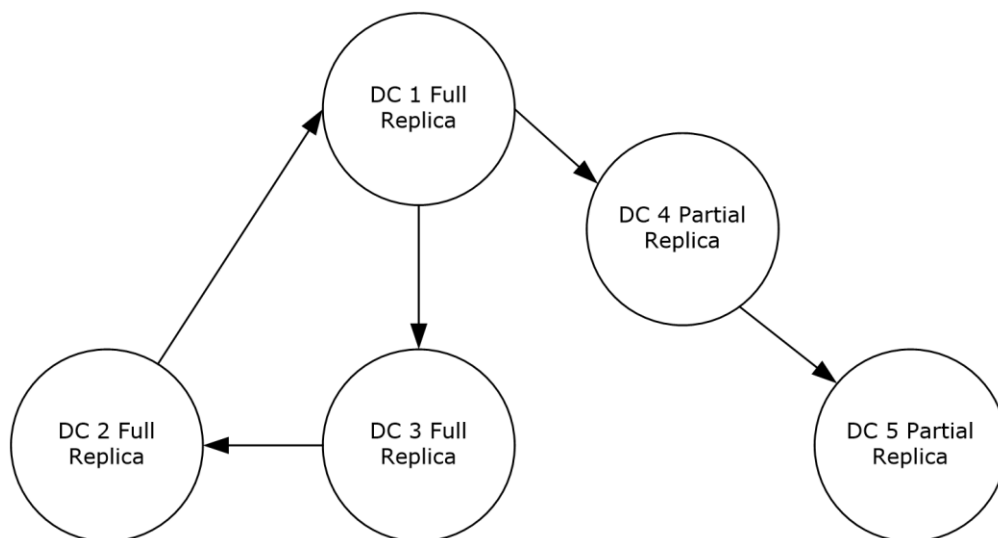 DC 1 Full
Replica
DC 4 Partial
Replica
DC 2 Full
Replica
DC 3 Full
Replica
DC 5 Partial
Replica